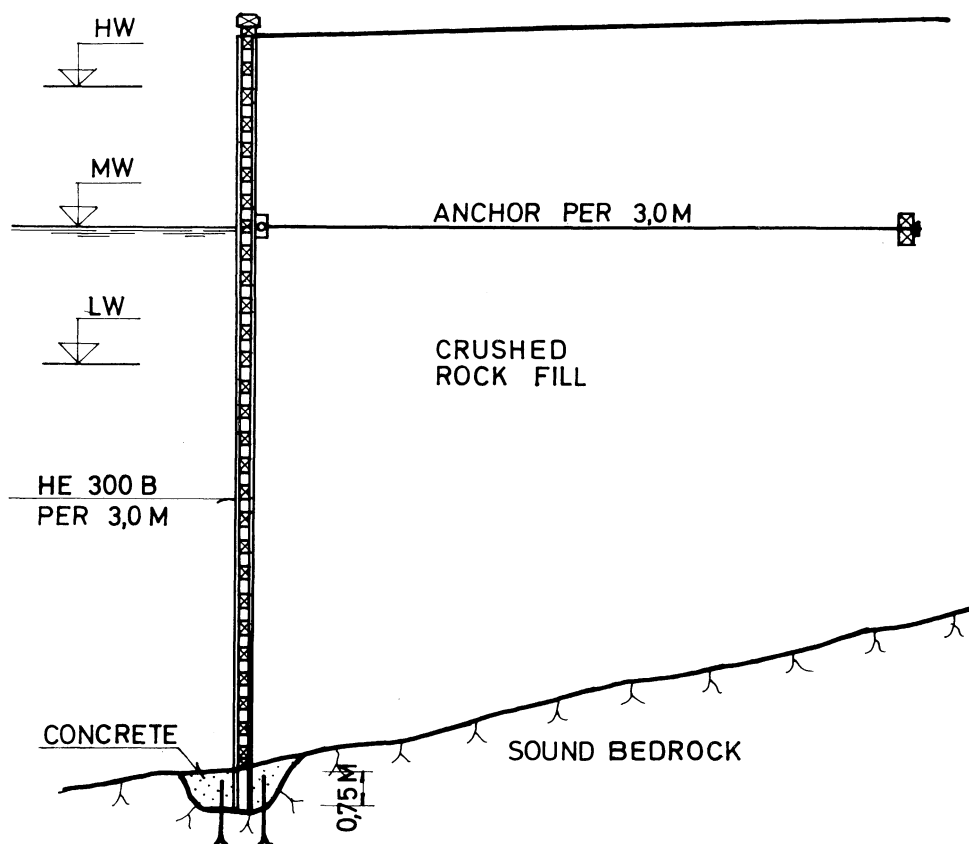 HW
MW
ANCHOR PER 3,0 M
LW
CRUSHED
ROCK FILL
HE 300 B
PER 3,0 M
CONCRETE
SOUND BEDROCK
0,75 M